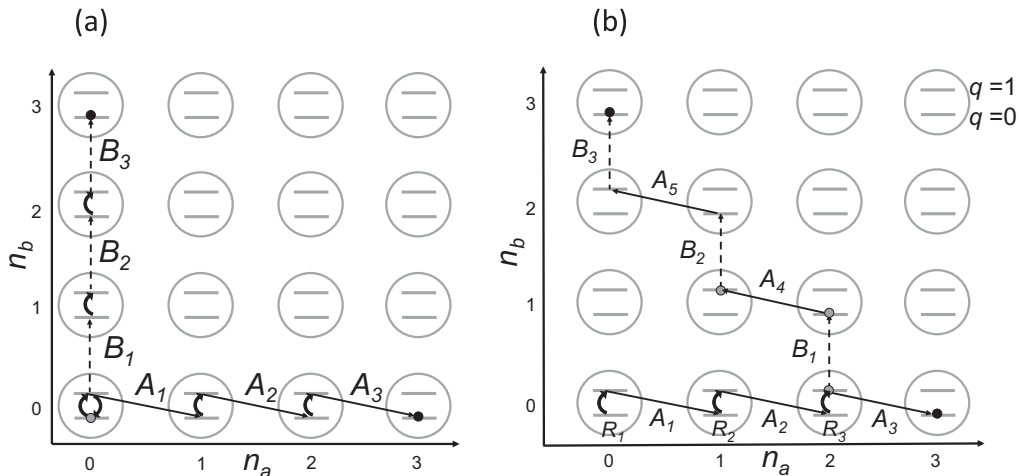 (a)
(b)
3
2
1
0
n_b
B_3
B_2
B_1
A_1
A_2
A_3
0
1
2
3
n_a
3
2
1
0
n_b
q =1
q =0
B_3
A_5
B_2
A_4
B_1
R_1
A_1
R_2
A_2
R_3
A_3
0
1
2
3
n_a